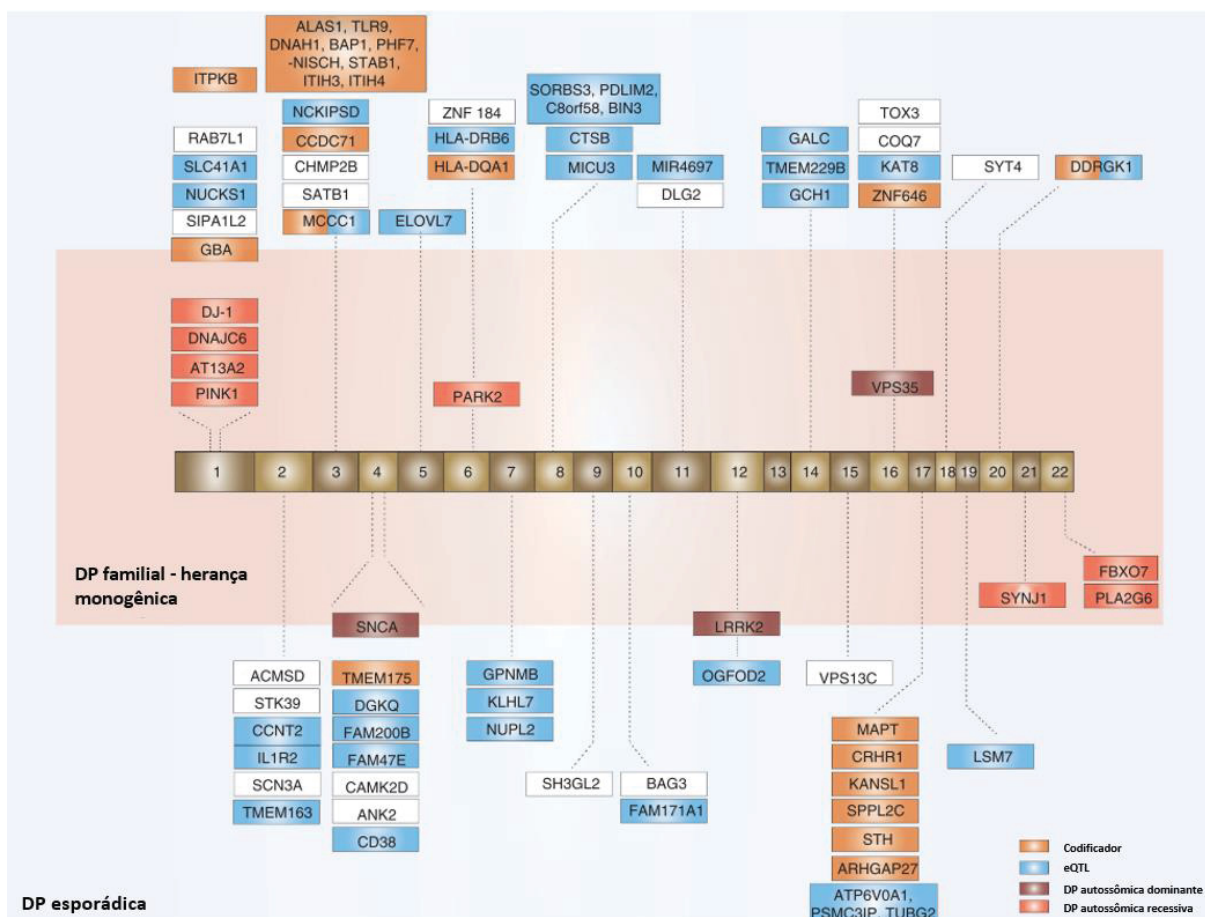 ALAS1, TLR9,
DNAH1, BAP1, PHF7,
-NISCH, STAB1,
ITIH3, ITIH4
ITPKB
RAB7L1
SLC41A1
NUCKS1
SIPA1L2
GBA
NCKIPSD
CCDC71
CHMP2B
SATB1
MCCC1
ELOVL7
ZNF 184
HLA-DRB6
HLA-DQA1
SORBS3, PDLIM2,
C8orf58, BIN3
CTSB
MICU3
MIR4697
DLG2
GALC
TMEM229B
GCH1
TOX3
COQ7
KAT8
ZNF646
SYT4
DDRGK1
DJ-1
DNAJC6
AT13A2
PINK1
PARK2
VPS35
1 2 3 4 5 6 7 8 9 10 11 12 13 14 15 16 17 18 19 20 21 22
DP familial - herança
monogênica
SNCA
LRRK2
SYNJ1
FBXO7
PLA2G6
ACMSD
STK39
CCNT2
IL1R2
SCN3A
TMEM163
TMEM175
DGKQ
FAM200B
FAM47E
CAMK2D
ANK2
CD38
GPNMB
KLHL7
NUPL2
SH3GL2
BAG3
FAM171A1
OGFOD2
VPS13C
MAPT
CRHR1
KANSL1
SPPL2C
STH
ARHGAP27
ATP6V0A1,
PSMC3IP, TUBG2
LSM7
Codificador
eQTL
DP autossômica dominante
DP autossômica recessiva
DP esporádica